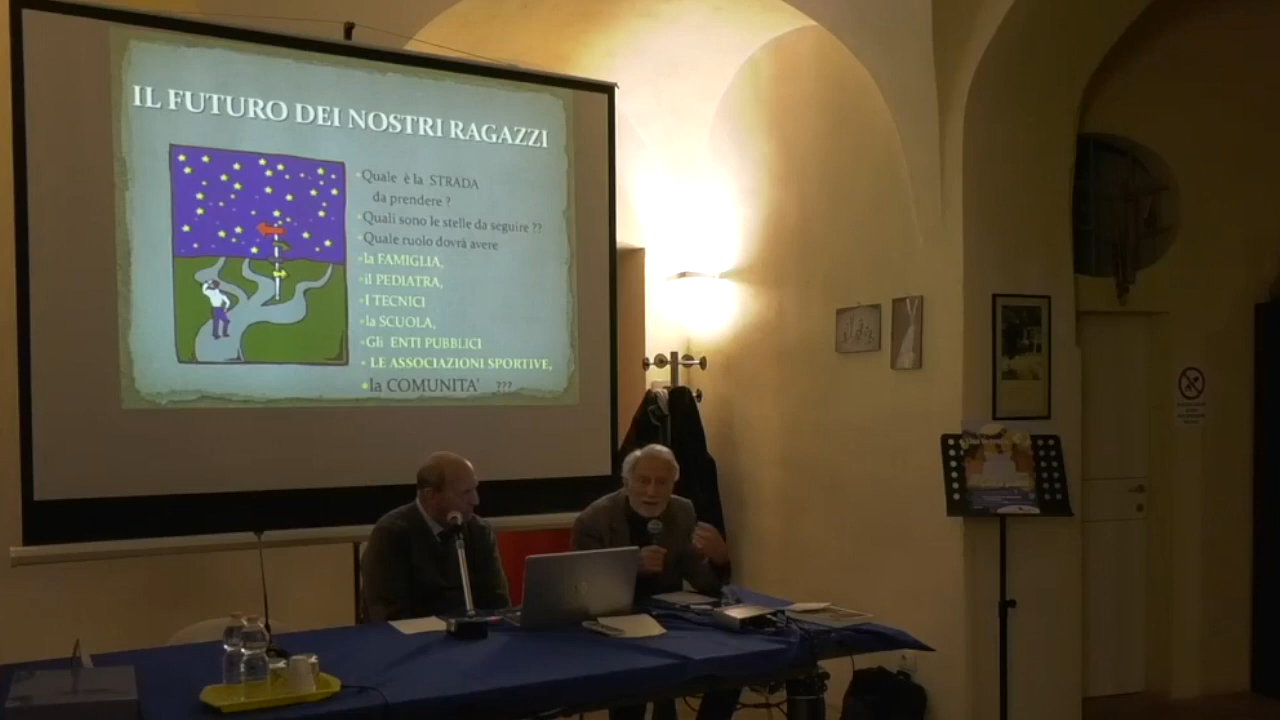 IL FUTURO DEI NOSTRI RAGAZZI
Quale è la STRADA
da prendere ?
Quali sono le stelle da seguire ??
Quale ruolo dovrà avere
la FAMIGLIA,
il PEDIATRA,
I TECNICI
la SCUOLA,
Gli ENTI PUBBLICI
LE ASSOCIAZIONI SPORTIVE,
la COMUNITA' ???